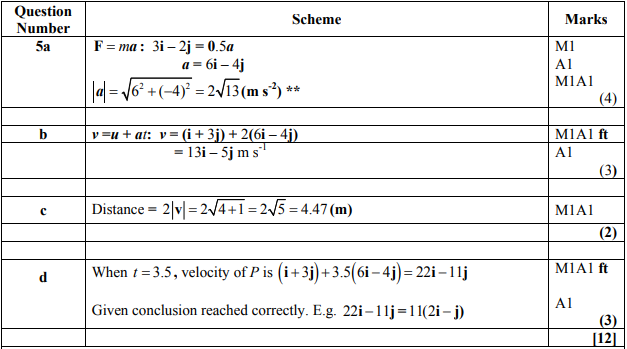 Question Number Scheme Marks
5a F = ma : 3i – 2j = 0.5a M1
a = 6i – 4j A1
|a| = √(6² + (–4)²) = 2√13 (m s⁻²) ** M1A1
(4)
b v =u + at: v = (i + 3j) + 2(6i – 4j) M1A1 ft
= 13i – 5j m s⁻¹ A1
(3)
c Distance = 2|v| = 2√4+1 = 2√5 = 4.47 (m) M1A1
(2)
d When t = 3.5, velocity of P is (i+3j)+3.5(6i – 4j) = 22i –11j M1A1 ft
Given conclusion reached correctly. E.g. 22i –11j = 11(2i – j) A1
(3)
[12]